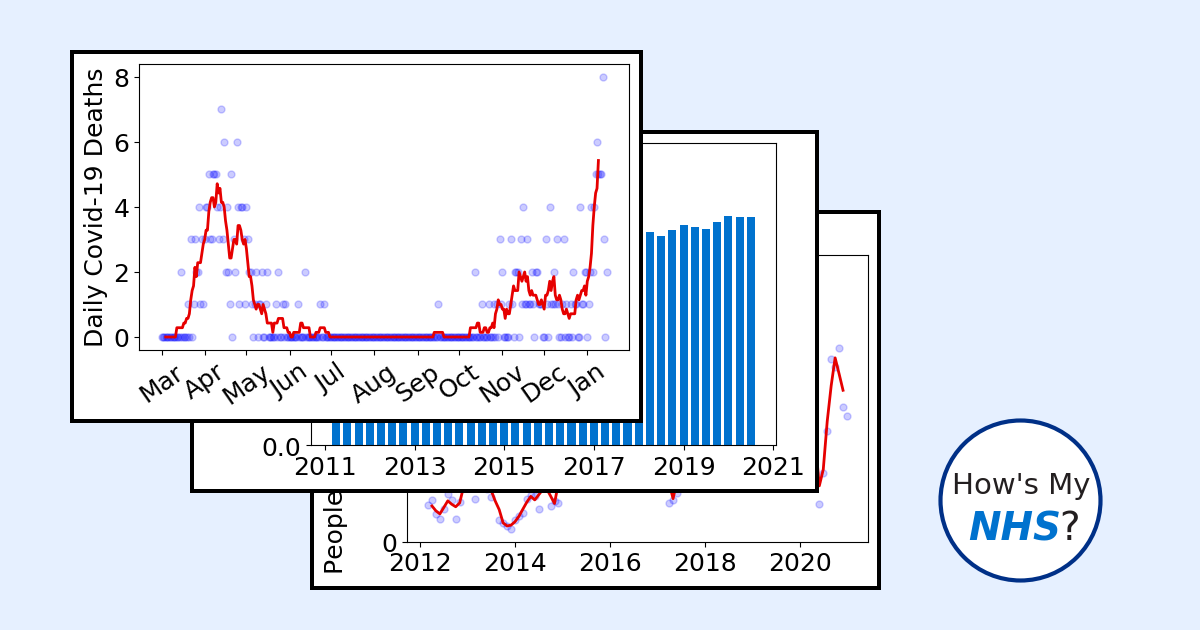 Daily Covid-19 Deaths
8
6
4
2
0
Mar Apr May Jun Jul Aug Sep Oct Nov Dec Jan
0.0
2011 2013 2015 2017 2019 2021
People
0
2012 2014 2016 2018 2020
How's My
NHS?